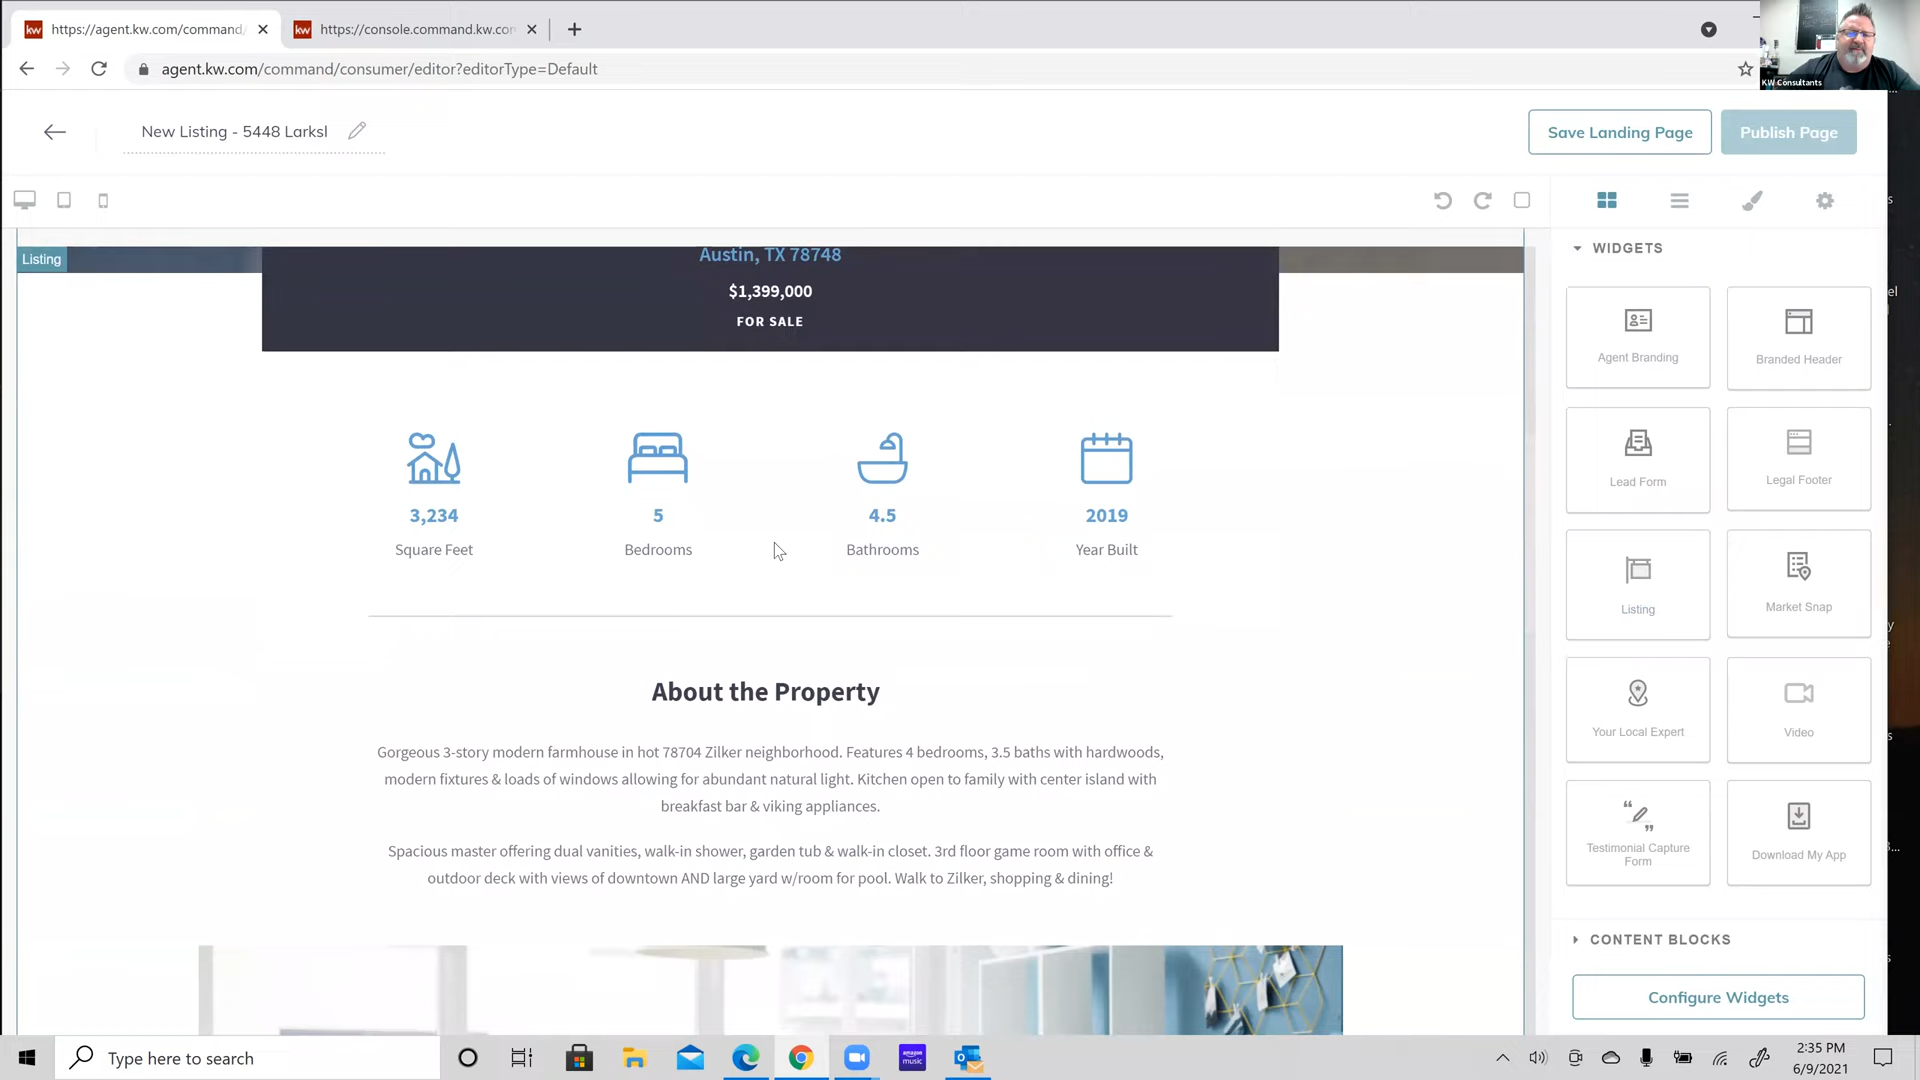 https://agent.kw.com/command/
https://console.command.kw.cor
agent.kw.com/command/consumer/editor?editorType=Default
KW Consultants
New Listing - 5448 Larksl
Save Landing Page
Publish Page
Listing
Austin, TX 78748
$1,399,000
FOR SALE
3,234
5
4.5
2019
Square Feet
Bedrooms
Bathrooms
Year Built
About the Property
Gorgeous 3-story modern farmhouse in hot 78704 Zilker neighborhood. Features 4 bedrooms, 3.5 baths with hardwoods,
modern fixtures & loads of windows allowing for abundant natural light. Kitchen open to family with center island with
breakfast bar & viking appliances.
Spacious master offering dual vanities, walk-in shower, garden tub & walk-in closet. 3rd floor game room with office &
outdoor deck with views of downtown AND large yard w/room for pool. Walk to Zilker, shopping & dining!
WIDGETS
Agent Branding
Branded Header
Lead Form
Legal Footer
Listing
Market Snap
Your Local Expert
Video
Testimonial Capture
Form
Download My App
CONTENT BLOCKS
Configure Widgets
Type here to search
amazon
music
2:35 PM
6/9/2021